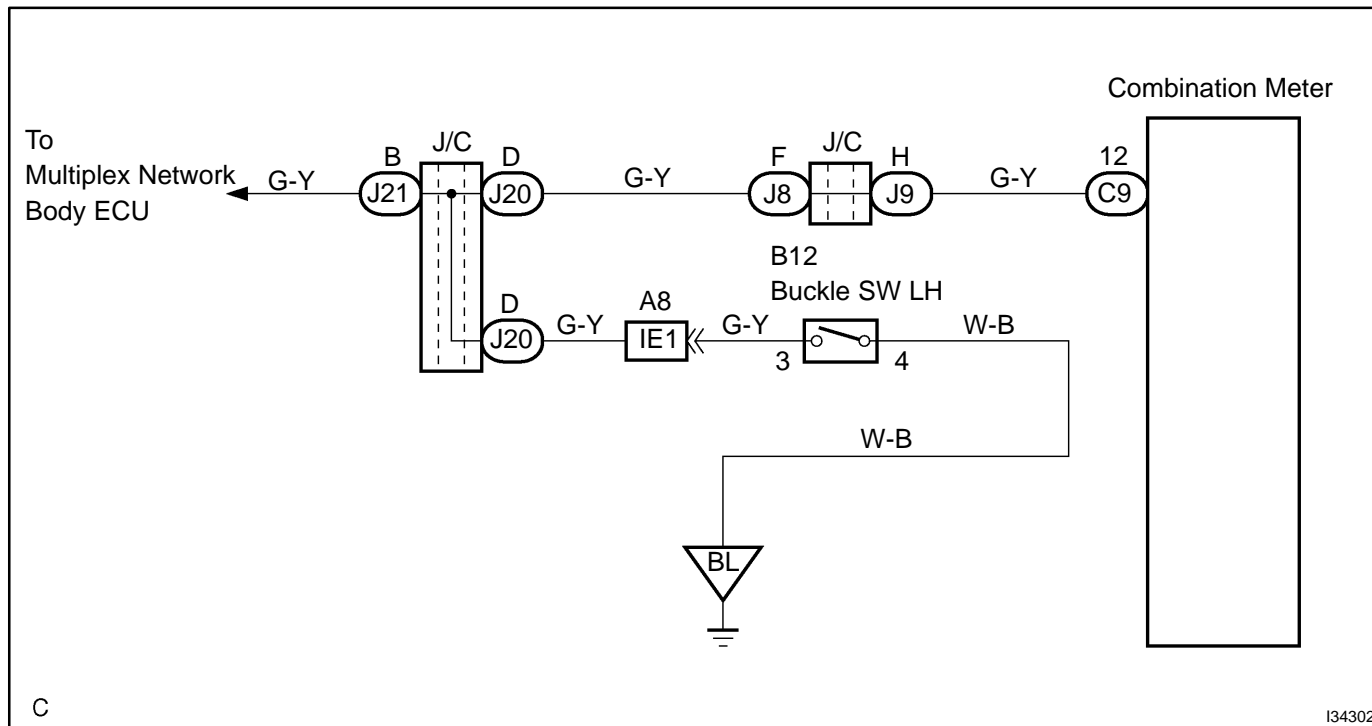 Combination Meter
To
Multiplex Network
Body ECU
G-Y
B
J21
J/C
D
J20
G-Y
F
J8
J/C
H
J9
G-Y
12
C9
D
J20
G-Y
A8
IE1
G-Y
B12
Buckle SW LH
3
4
W-B
W-B
BL
C
I34302